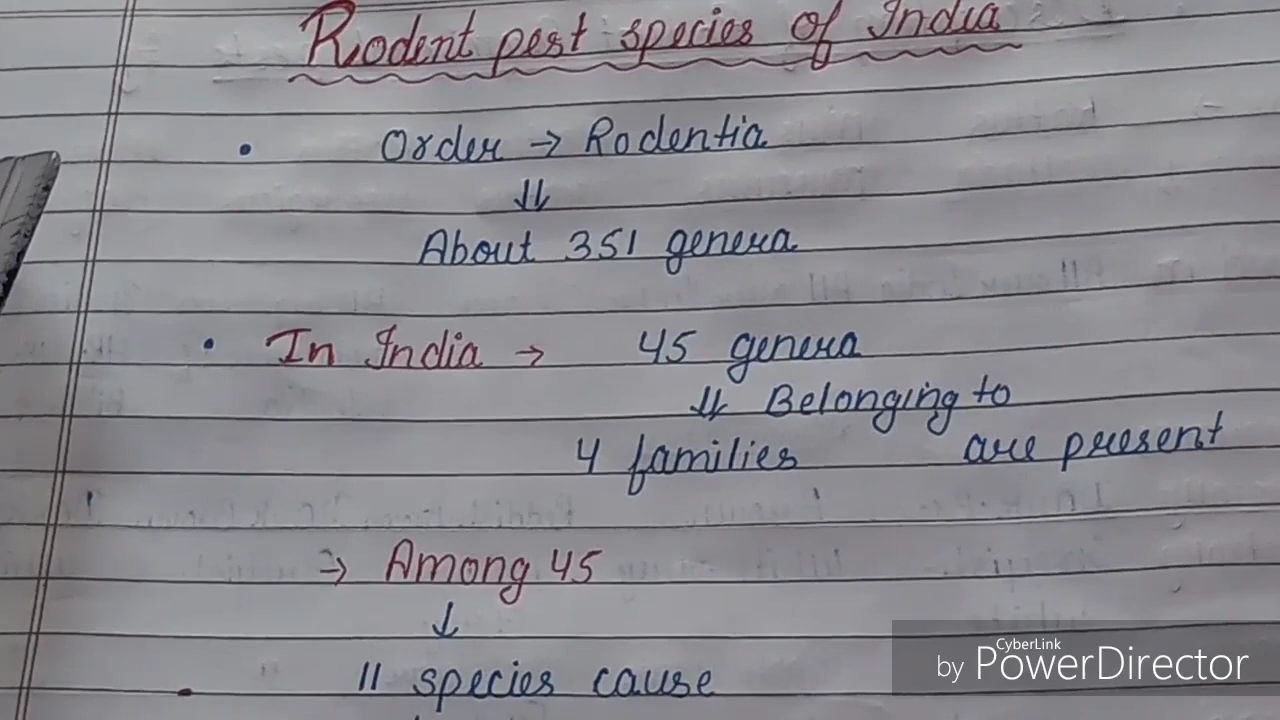 Rodent pest species of India
• Order → Rodentia
⇓
About 351 genera
• In India → 45 genera
⇓ Belonging to
4 families are present
→ Among 45
↓
11 species cause
CyberLink
by PowerDirector